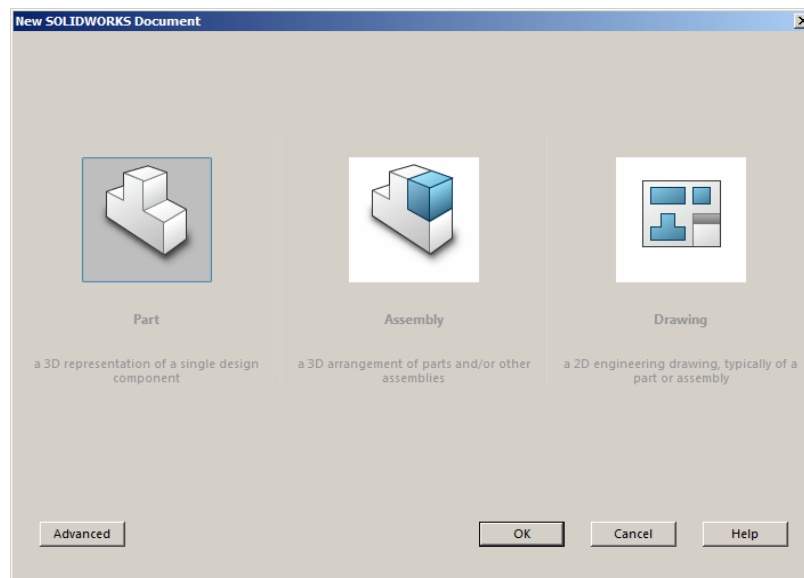 New SOLIDWORKS Document
Part
a 3D representation of a single design
component
Assembly
a 3D arrangement of parts and/or other
assemblies
Drawing
a 2D engineering drawing, typically of a
part or assembly
Advanced
OK
Cancel
Help